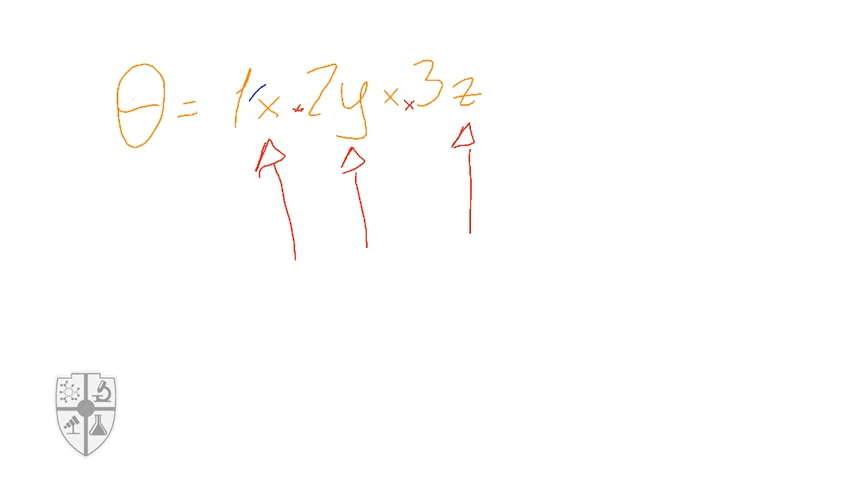 θ = 1x * 2y x x 3z